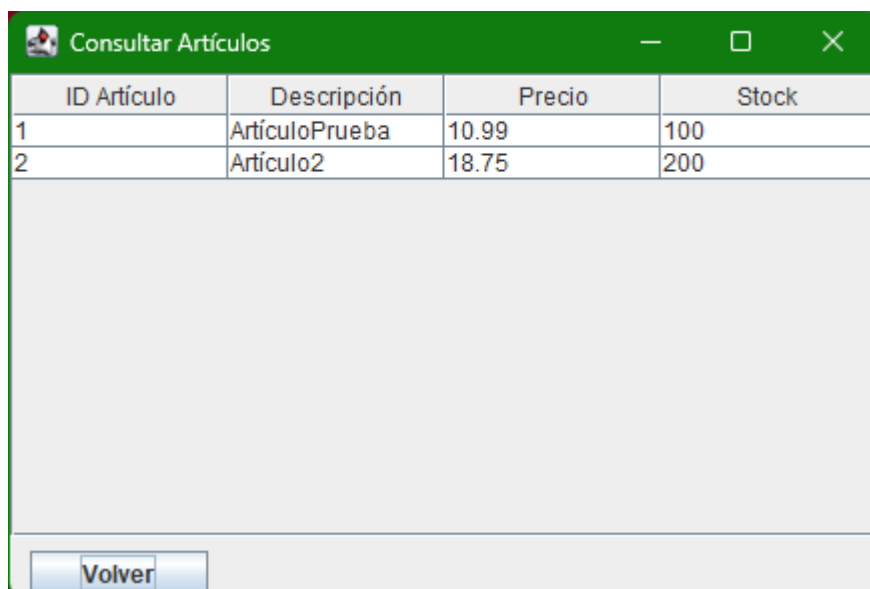 Consultar Artículos
ID Artículo Descripción Precio Stock
1 ArtículoPrueba 10.99 100
2 Artículo2 18.75 200
Volver